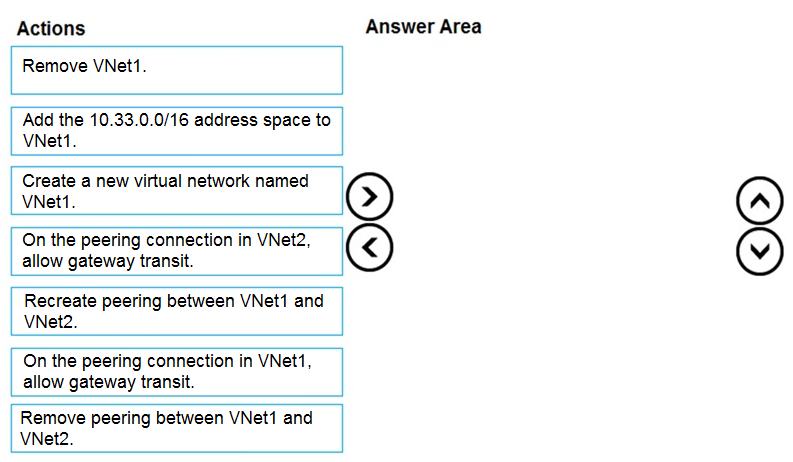 Actions
Answer Area
Remove VNet1.
Add the 10.33.0.0/16 address space to
VNet1.
Create a new virtual network named
VNet1.
On the peering connection in VNet2,
allow gateway transit.
Recreate peering between VNet1 and
VNet2.
On the peering connection in VNet1,
allow gateway transit.
Remove peering between VNet1 and
VNet2.